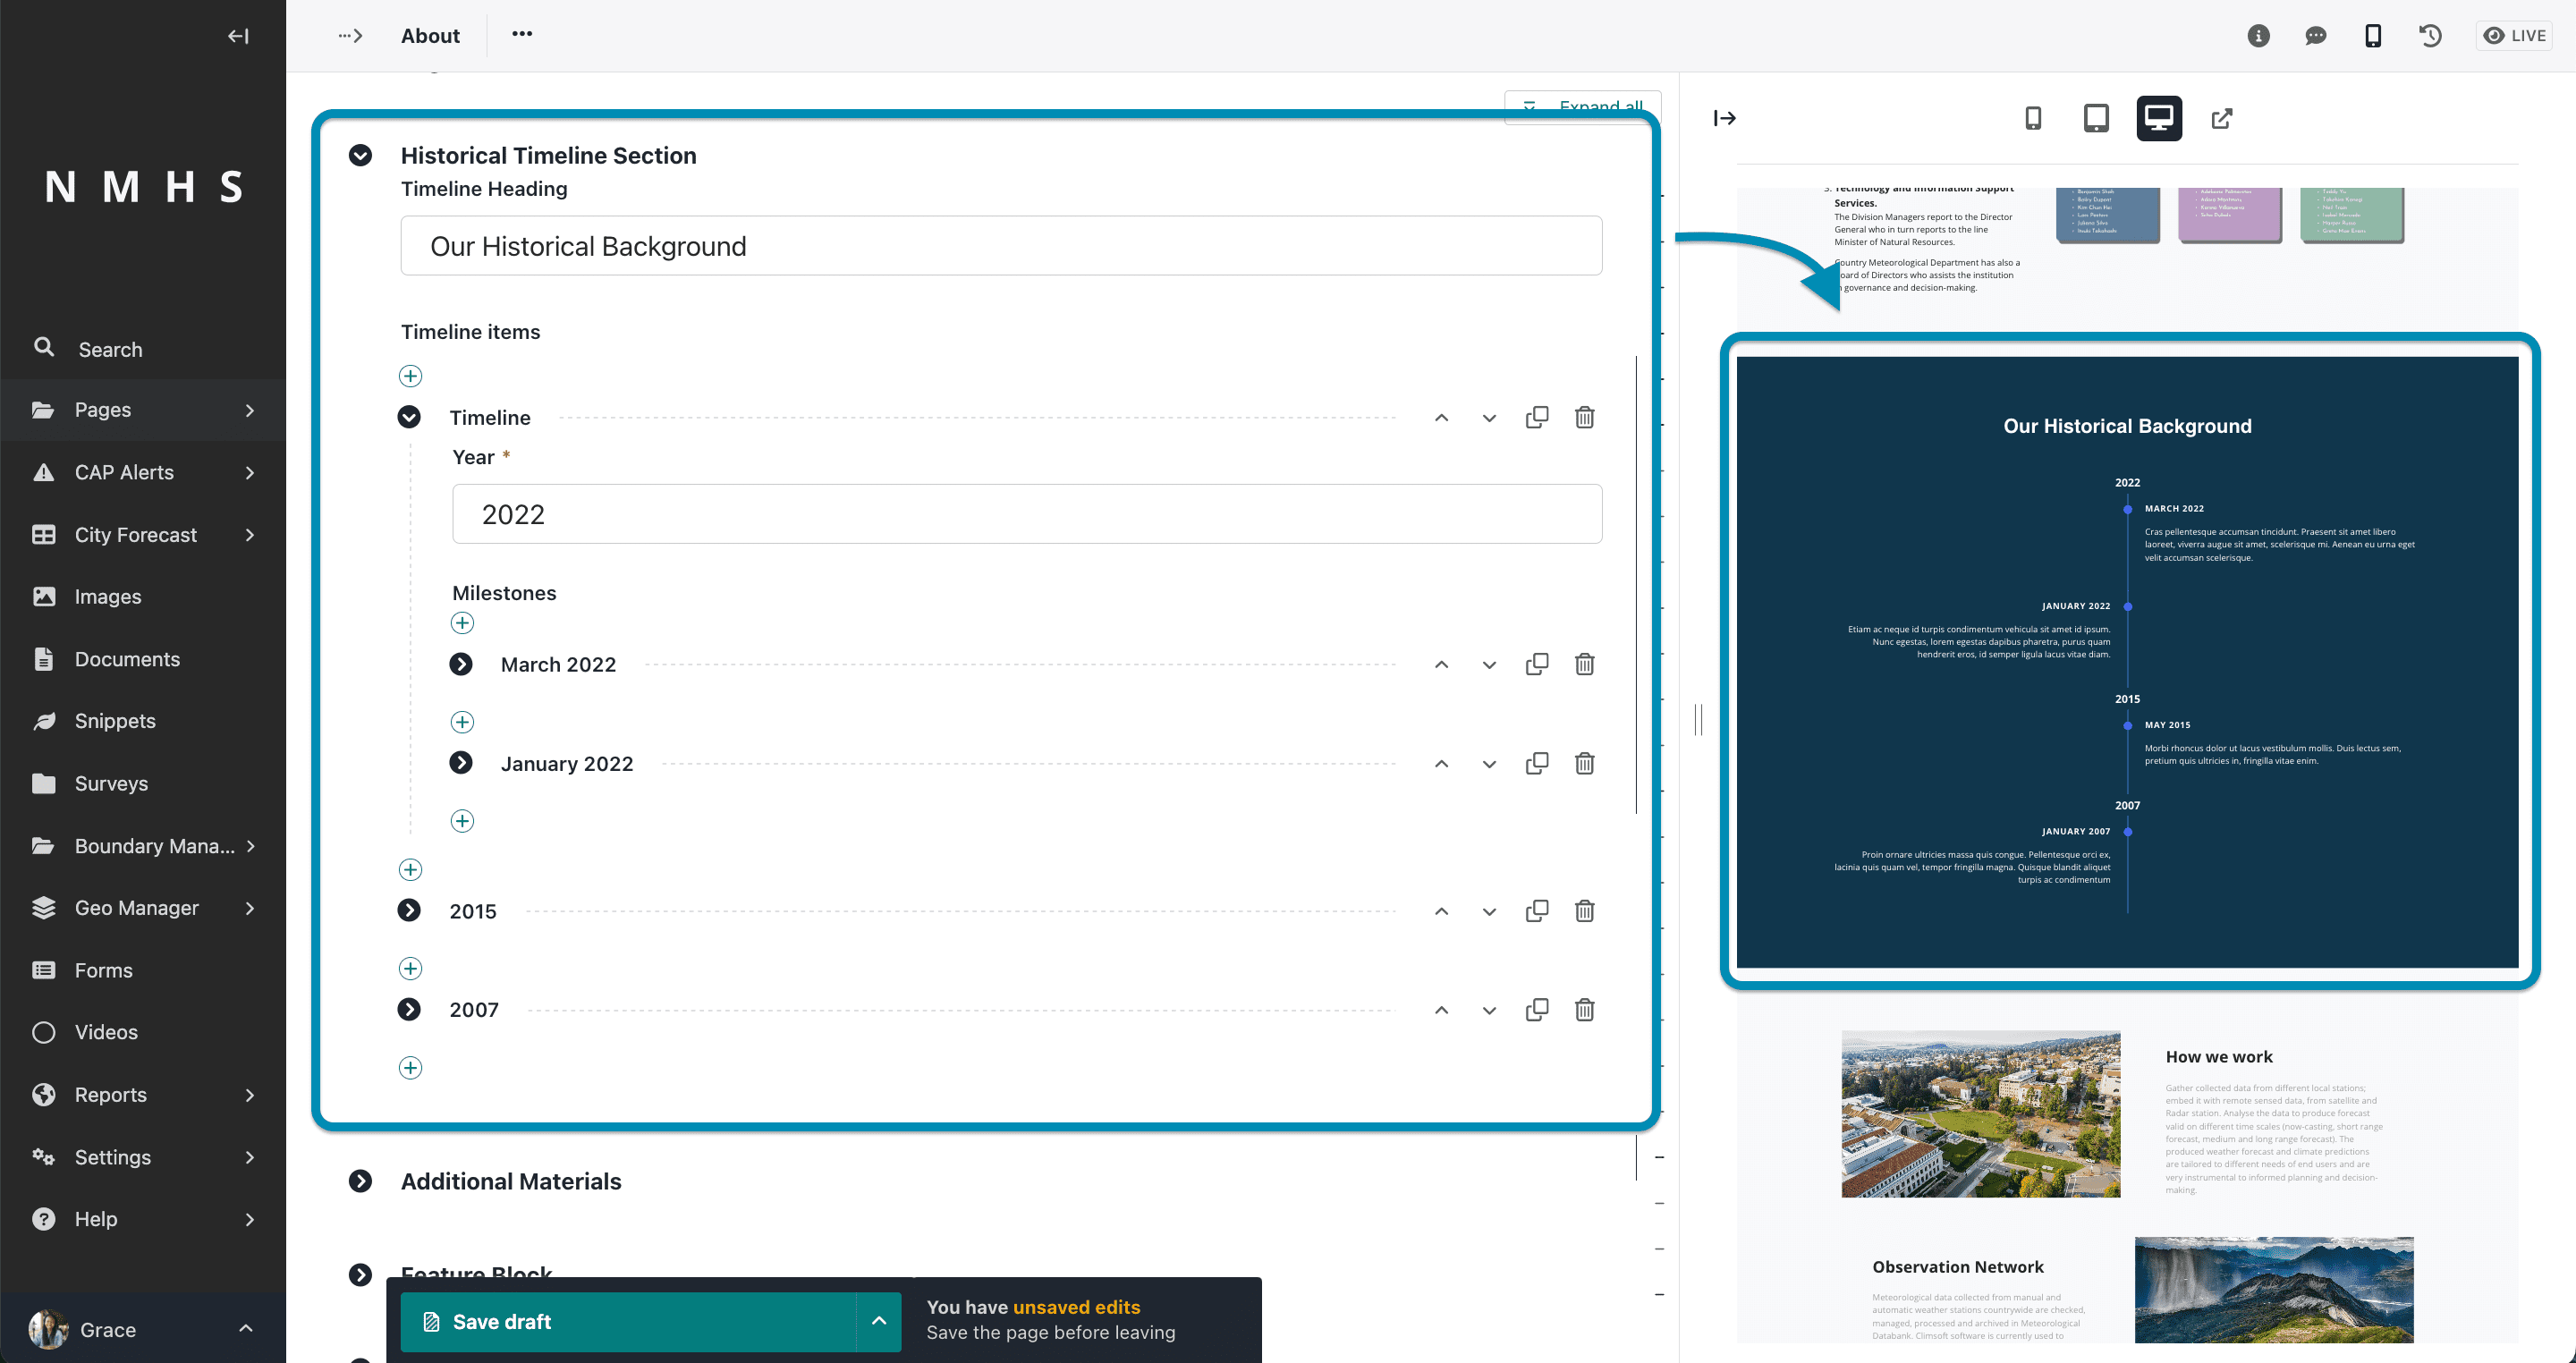 About
LIVE
NMHS
Search
Pages
CAP Alerts
City Forecast
Images
Documents
Snippets
Surveys
Boundary Mana...
Geo Manager
Forms
Videos
Reports
Settings
Help
Grace
Expand all
Historical Timeline Section
Timeline Heading
Our Historical Background
Timeline items
Timeline
Year *
2022
Milestones
March 2022
January 2022
2015
2007
Additional Materials
Feature Block
Save draft
You have unsaved edits
Save the page before leaving
3. Technology and Information Support
Services.
The Division Managers report to the Director
General who in turn reports to the line
Minister of Natural Resources.
Country Meteorological Department has also a
Board of Directors who assists the institution
governance and decision-making.
Our Historical Background
2022
MARCH 2022
Cras pellentesque accumsan tincidunt. Praesent sit amet libero
laoreet, viverra augue sit amet, scelerisque mi. Aenean eu urna eget
velit accumsan scelerisque.
JANUARY 2022
Etiam ac neque id turpis condimentum vehicula sit amet id ipsum.
Nunc egestas, lorem egestas dapibus pharetra, purus quam
hendrerit eros, id semper ligula lacus vitae diam.
2015
MAY 2015
Morbi rhoncus dolor ut lacus vestibulum mollis. Duis lectus sem,
pretium quis ultricies in, fringilla vitae enim.
2007
JANUARY 2007
Proin ornare ultricies massa quis congue. Pellentesque orci ex,
lacinia quis quam vel, tempor fringilla magna. Quisque blandit aliquet
turpis ac condimentum
How we work
Gather collected data from different local stations;
embed it with remote sensed data, from satellite and
Radar station. Analyse the data to produce forecast
valid on different time scales (now-casting, short range
forecast, medium and long range forecast). The
produced weather forecast and climate predictions
are tailored to different needs of end users and are
very instrumental to informed planning and decision-
making.
Observation Network
Meteorological data collected from manual and
automatic weather stations countrywide are checked,
managed, processed and archived in Meteorological
Databank. Climsoft software is currently used to